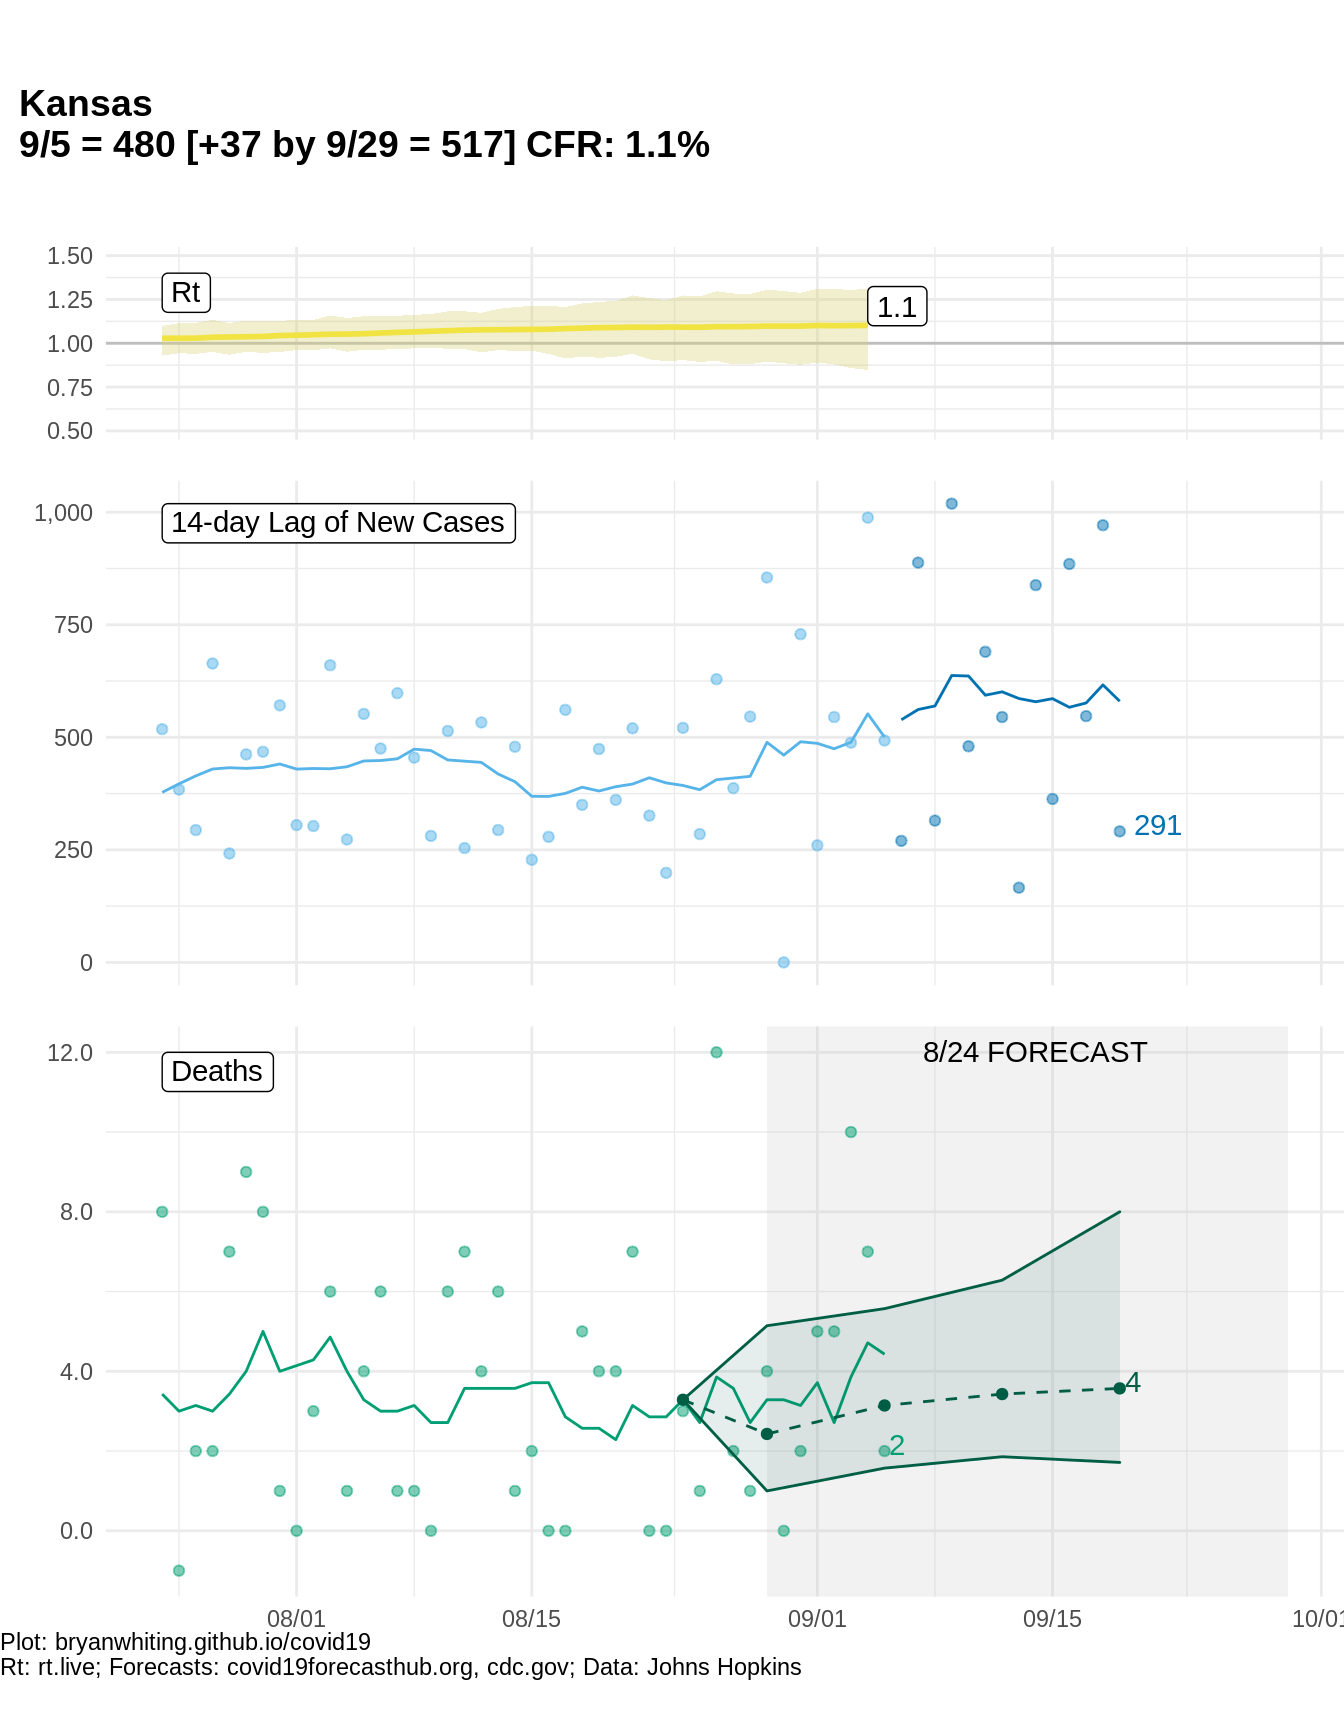 Kansas
9/5 = 480 [+37 by 9/29 = 517] CFR: 1.1%
1.50
Rt
1.25
1.1
1.00
0.75
0.50
1,000
14-day Lag of New Cases
750
500
291
250
0
12.0
8/24 FORECAST
Deaths
8.0
4.0
4
2
0.0
08/01
08/15
09/01
09/15
10/01
Plot: bryanwhiting.github.io/covid19
Rt: rt.live; Forecasts: covid19forecasthub.org, cdc.gov; Data: Johns Hopkins